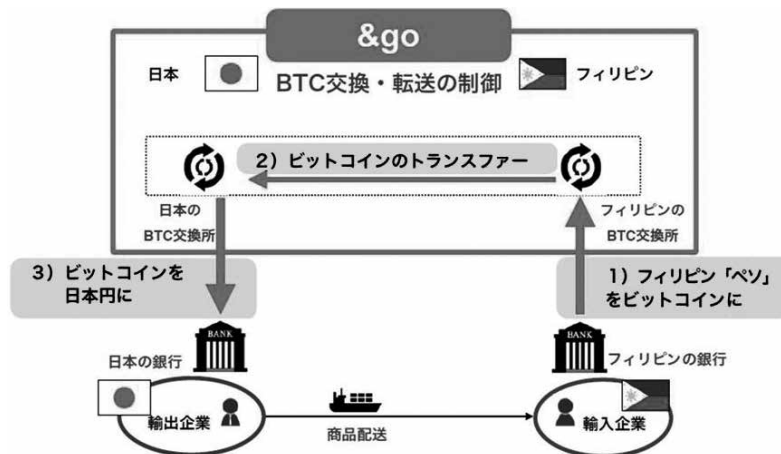 &go
日本
BTC交換・転送の制御
フィリピン
2）ビットコインのトランスファー
日本の
BTC交換所
フィリピンの
BTC交換所
3）ビットコインを
日本円に
1）フィリピン「ペソ」
をビットコインに
BANK
日本の銀行
BANK
フィリピンの銀行
輸出企業
商品配送
輸入企業